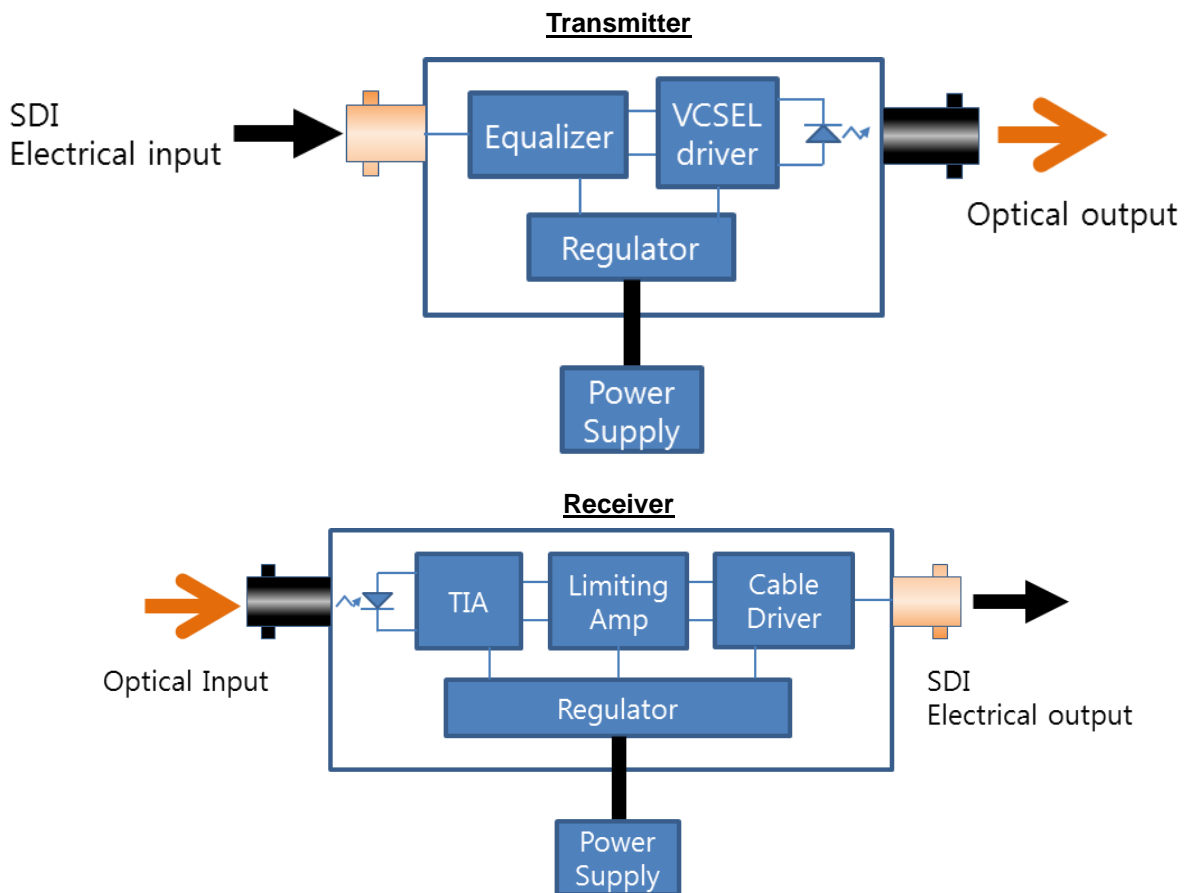 Transmitter
SDI
Electrical input
Equalizer
VCSEL
driver
Regulator
Optical output
Power
Supply
Receiver
Optical Input
TIA
Limiting
Amp
Cable
Driver
Regulator
SDI
Electrical output
Power
Supply